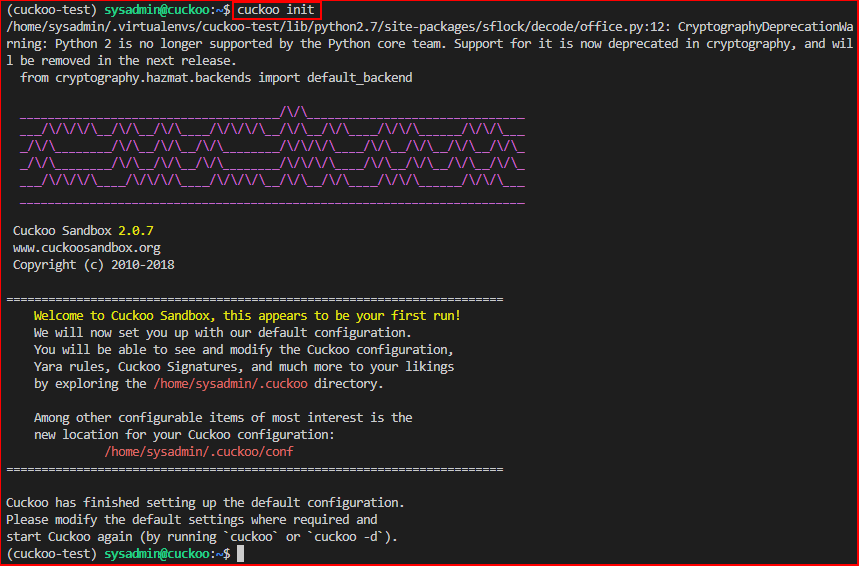 (cuckoo-test) sysadmin@cuckoo:~$ cuckoo init
/home/sysadmin/.virtualenvs/cuckoo-test/lib/python2.7/site-packages/sflock/decode/office.py:12: CryptographyDeprecationWa
rning: Python 2 is no longer supported by the Python core team. Support for it is now deprecated in cryptography, and wil
l be removed in the next release.
from cryptography.hazmat.backends import default_backend
Cuckoo Sandbox 2.0.7
www.cuckoosandbox.org
Copyright (c) 2010-2018
=======================================================================
Welcome to Cuckoo Sandbox, this appears to be your first run!
We will now set you up with our default configuration.
You will be able to see and modify the Cuckoo configuration,
Yara rules, Cuckoo Signatures, and much more to your likings
by exploring the /home/sysadmin/.cuckoo directory.
Among other configurable items of most interest is the
new location for your Cuckoo configuration:
/home/sysadmin/.cuckoo/conf
=======================================================================
Cuckoo has finished setting up the default configuration.
Please modify the default settings where required and
start Cuckoo again (by running `cuckoo` or `cuckoo -d`).
(cuckoo-test) sysadmin@cuckoo:~$